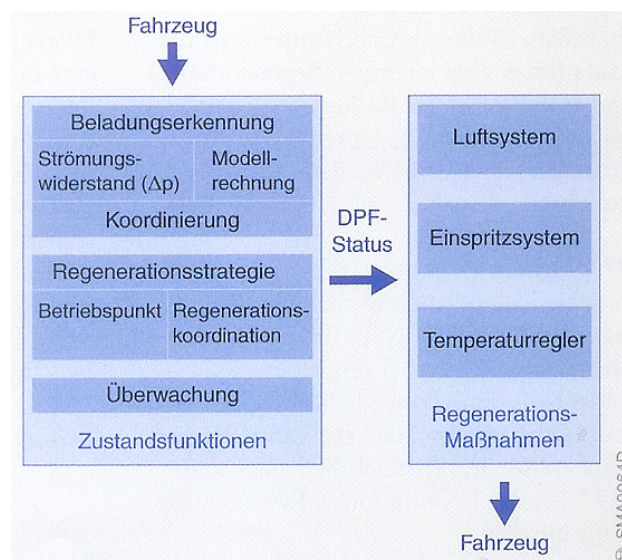 Fahrzeug
Beladungserkennung
Strömungs-
widerstand (Δp)
Modell-
rechnung
Koordinierung
Regenerationsstrategie
Betriebspunkt
Regenerations-
koordination
Überwachung
Zustandsfunktionen
DPF-
Status
Luftsystem
Einspritzsystem
Temperaturregler
Regenerations-
Maßnahmen
Fahrzeug